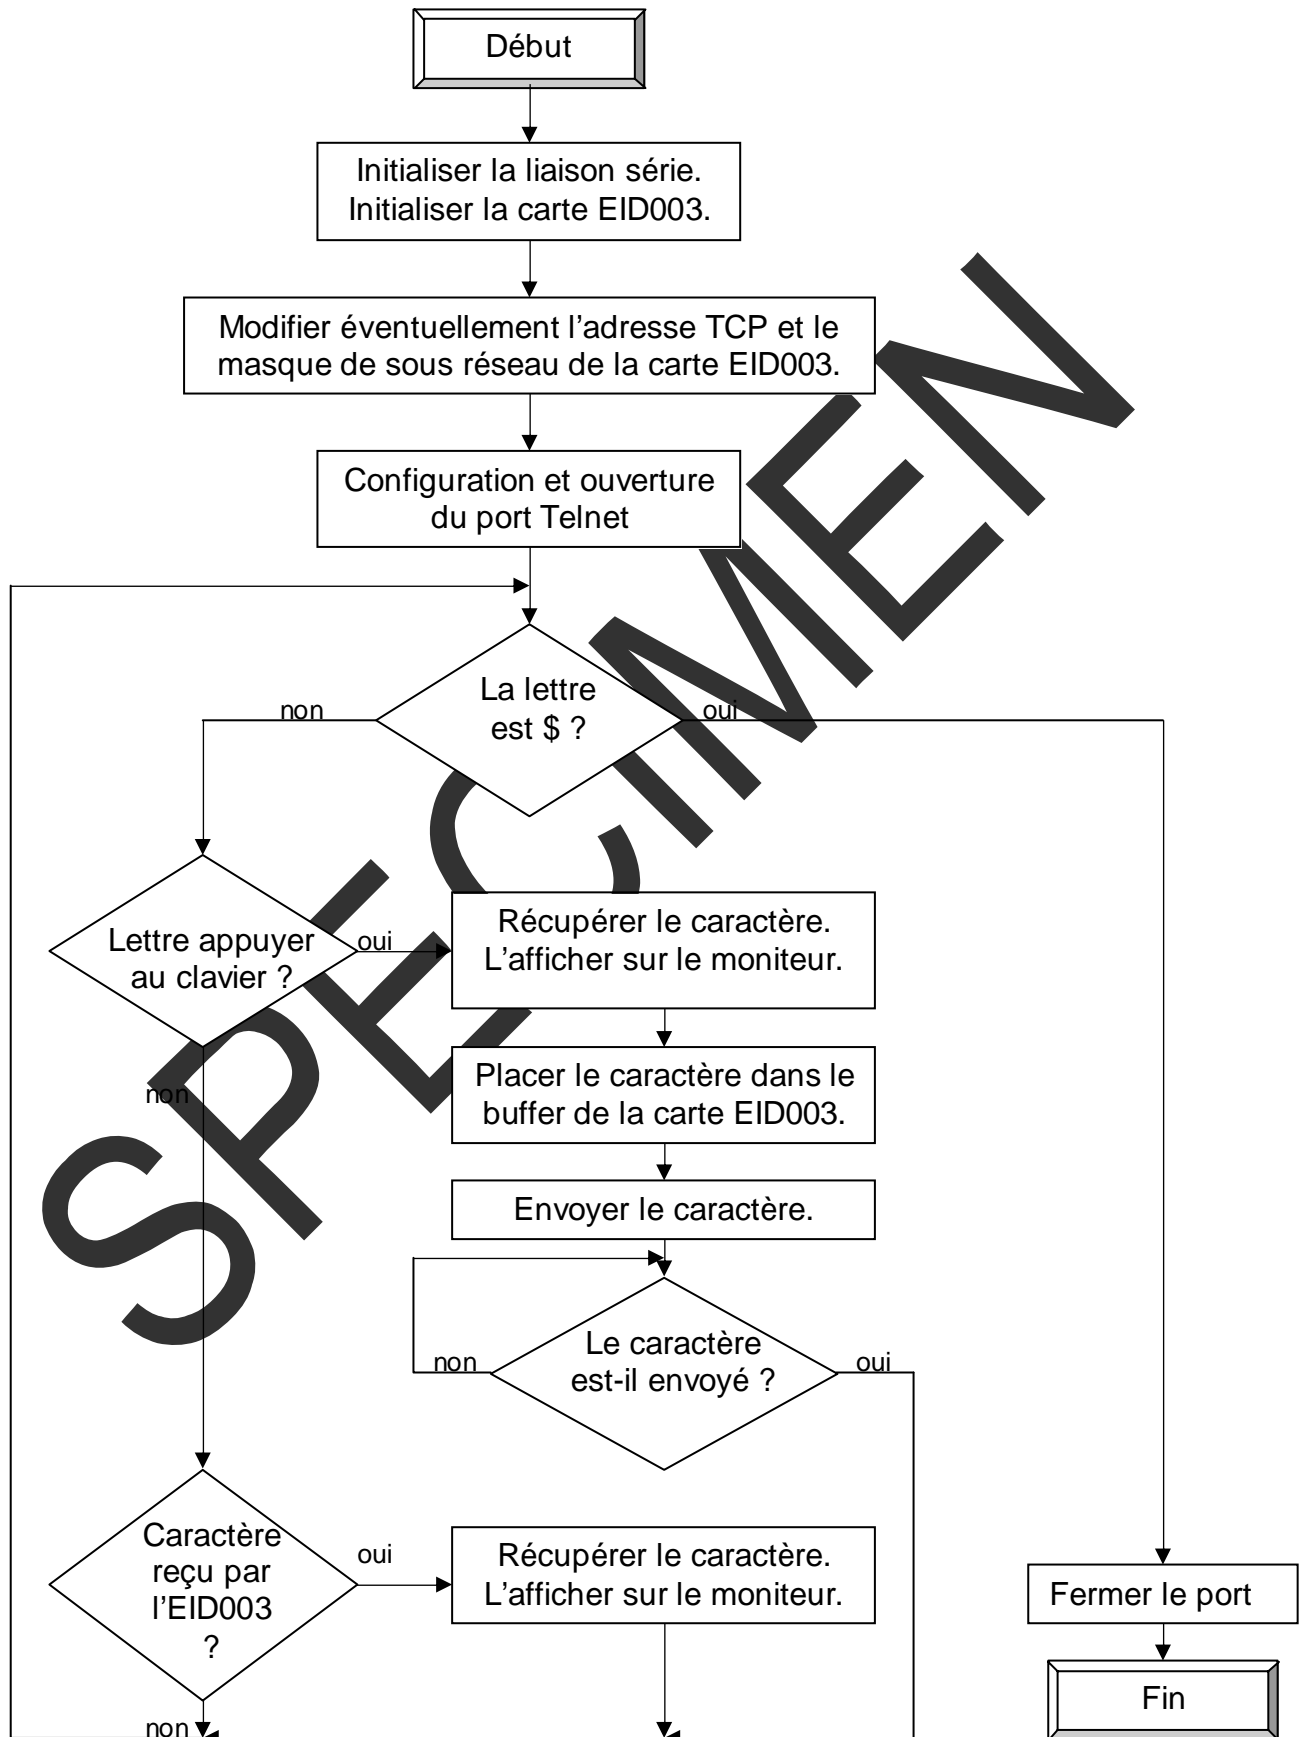 Début
Initialiser la liaison série.
Initialiser la carte EID003.
Modifier éventuellement l’adresse TCP et le
masque de sous réseau de la carte EID003.
Configuration et ouverture
du port Telnet
La lettre
est $ ?
non
oui
Lettre appuyer
au clavier ?
oui
non
Récupérer le caractère.
L’afficher sur le moniteur.
Placer le caractère dans le
buffer de la carte EID003.
Envoyer le caractère.
Le caractère
est-il envoyé ?
non
oui
Caractère
reçu par
l’EID003
?
oui
non
Récupérer le caractère.
L’afficher sur le moniteur.
Fermer le port
Fin
SPECIMEN